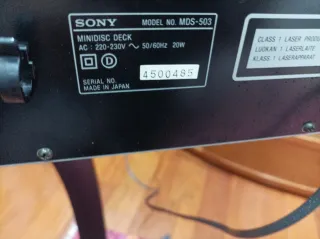 SONY MODEL NO. MDS-503
MINIDISC DECK
AC : 220-230V ~ 50/60Hz 20W
D
SERIAL NO. 4500485
MADE IN JAPAN
CLASS 1 LASER
LUOKAN 1 LASERLAITE
KLASS 1 LASERAPPARAT